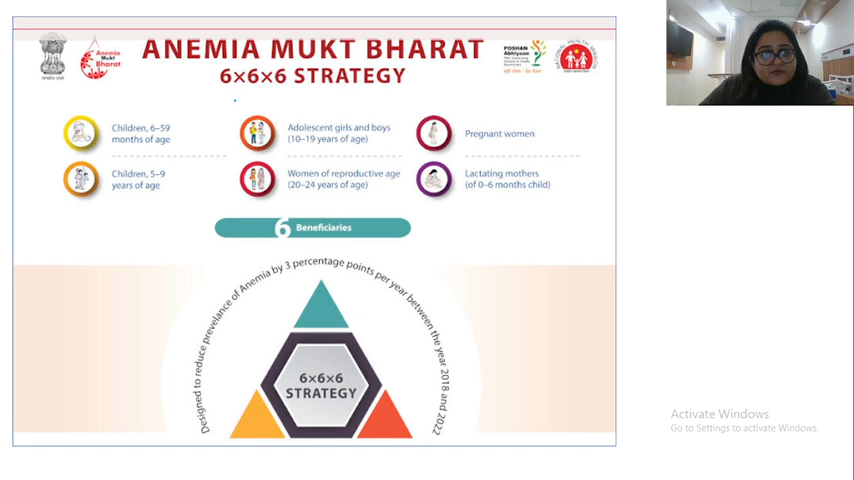 ANEMIA MUKT BHARAT
6×6×6 STRATEGY
Anemia
Mukt
Bharat
POSHAN
Abhiyaan
NATIONAL HEALTH MISSION
Children, 6–59
months of age
Adolescent girls and boys
(10–19 years of age)
Pregnant women
Children, 5–9
years of age
Women of reproductive age
(20–24 years of age)
Lactating mothers
(of 0–6 months child)
6 Beneficiaries
Designed to reduce prevelance of Anemia by 3 percentage points per year between the year 2018 and 2022
6×6×6
STRATEGY
Activate Windows
Go to Settings to activate Windows.